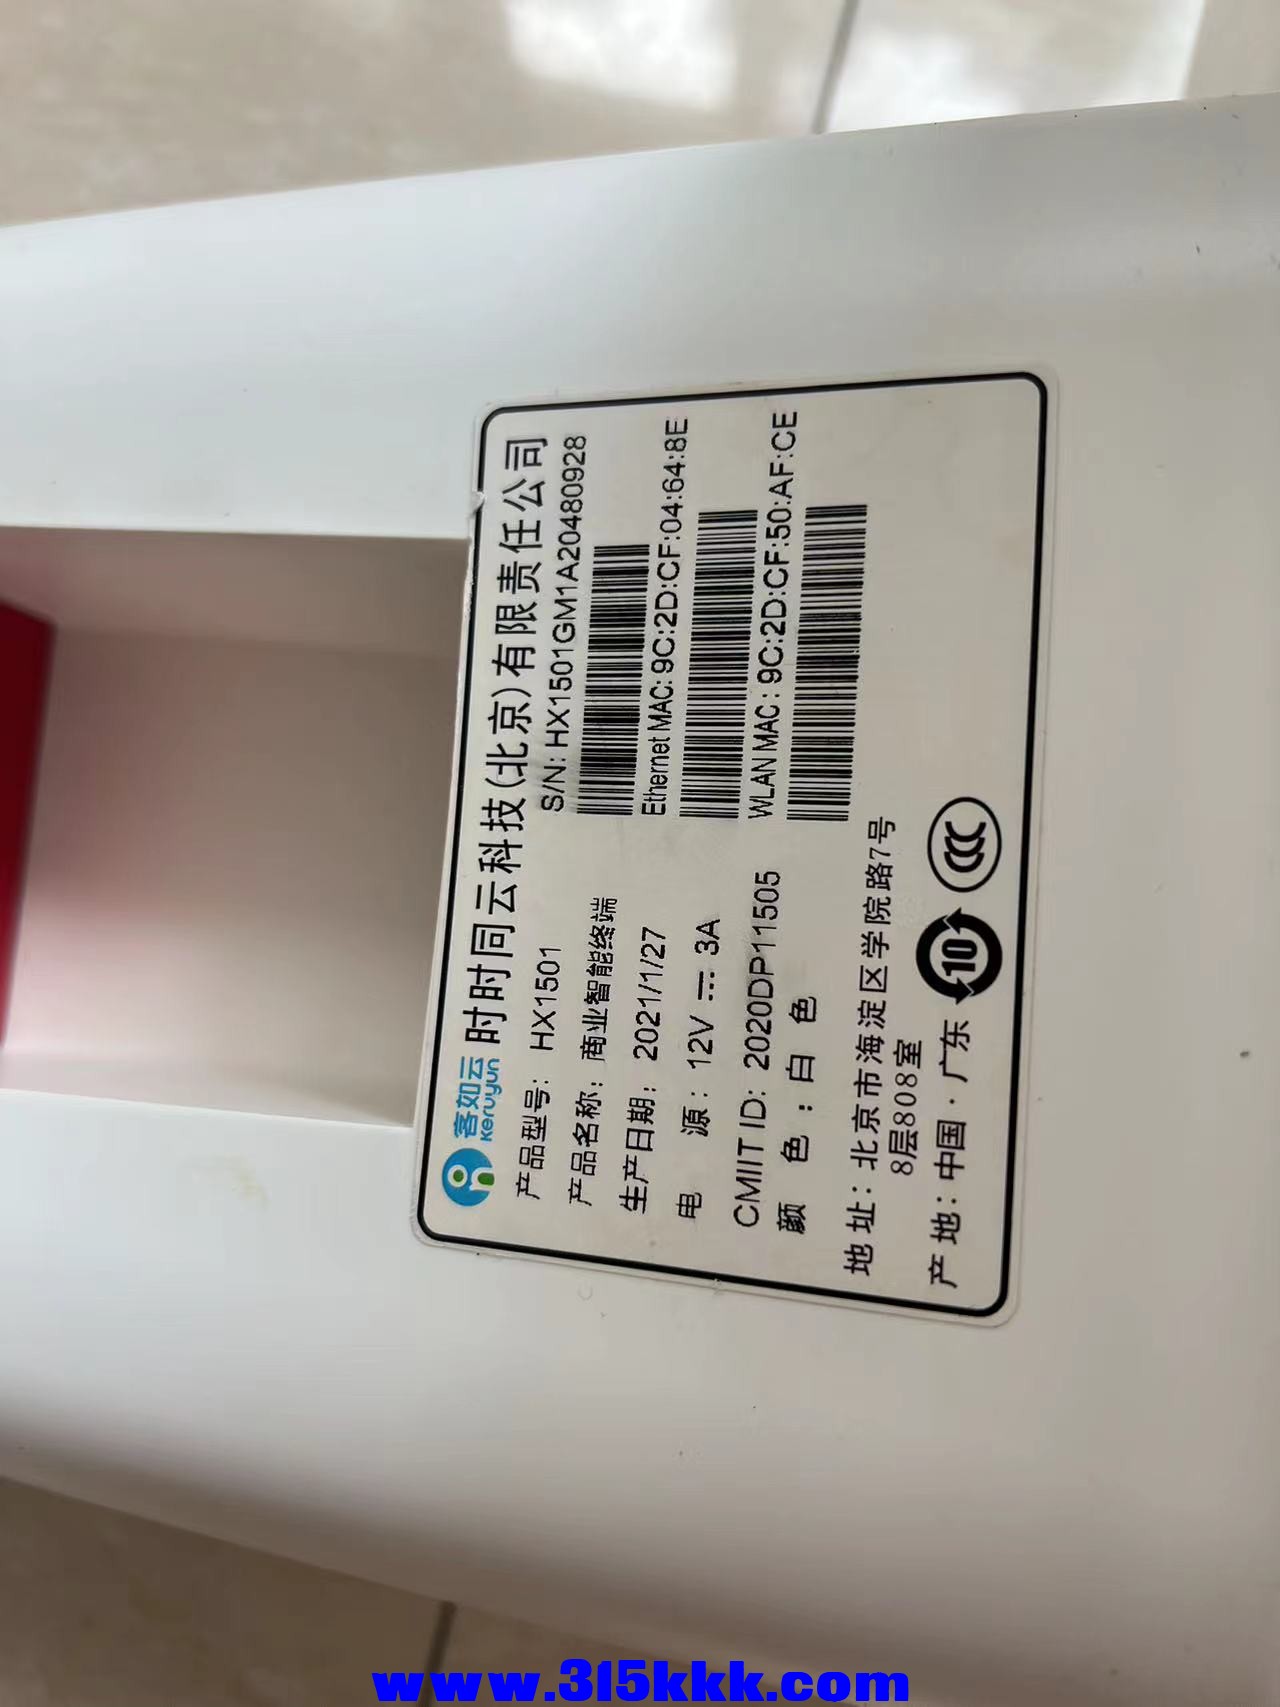 客如云
keruyun
时时同云科技(北京)有限责任公司
产品型号: HX1501
S/N: HX1501GM1A20480928
产品名称: 商业智能终端
生产日期: 2021/1/27
Ethernet MAC: 9C:2D:CF:04:64:8E
电 源: 12V 3A
CMIIT ID: 2020DP11505
WLAN MAC: 9C:2D:CF:50:AF:CE
颜 色: 白 色
地 址: 北京市海淀区学院路7号
8层808室
产 地: 中国·广东
10
CCC
www.315kkk.com